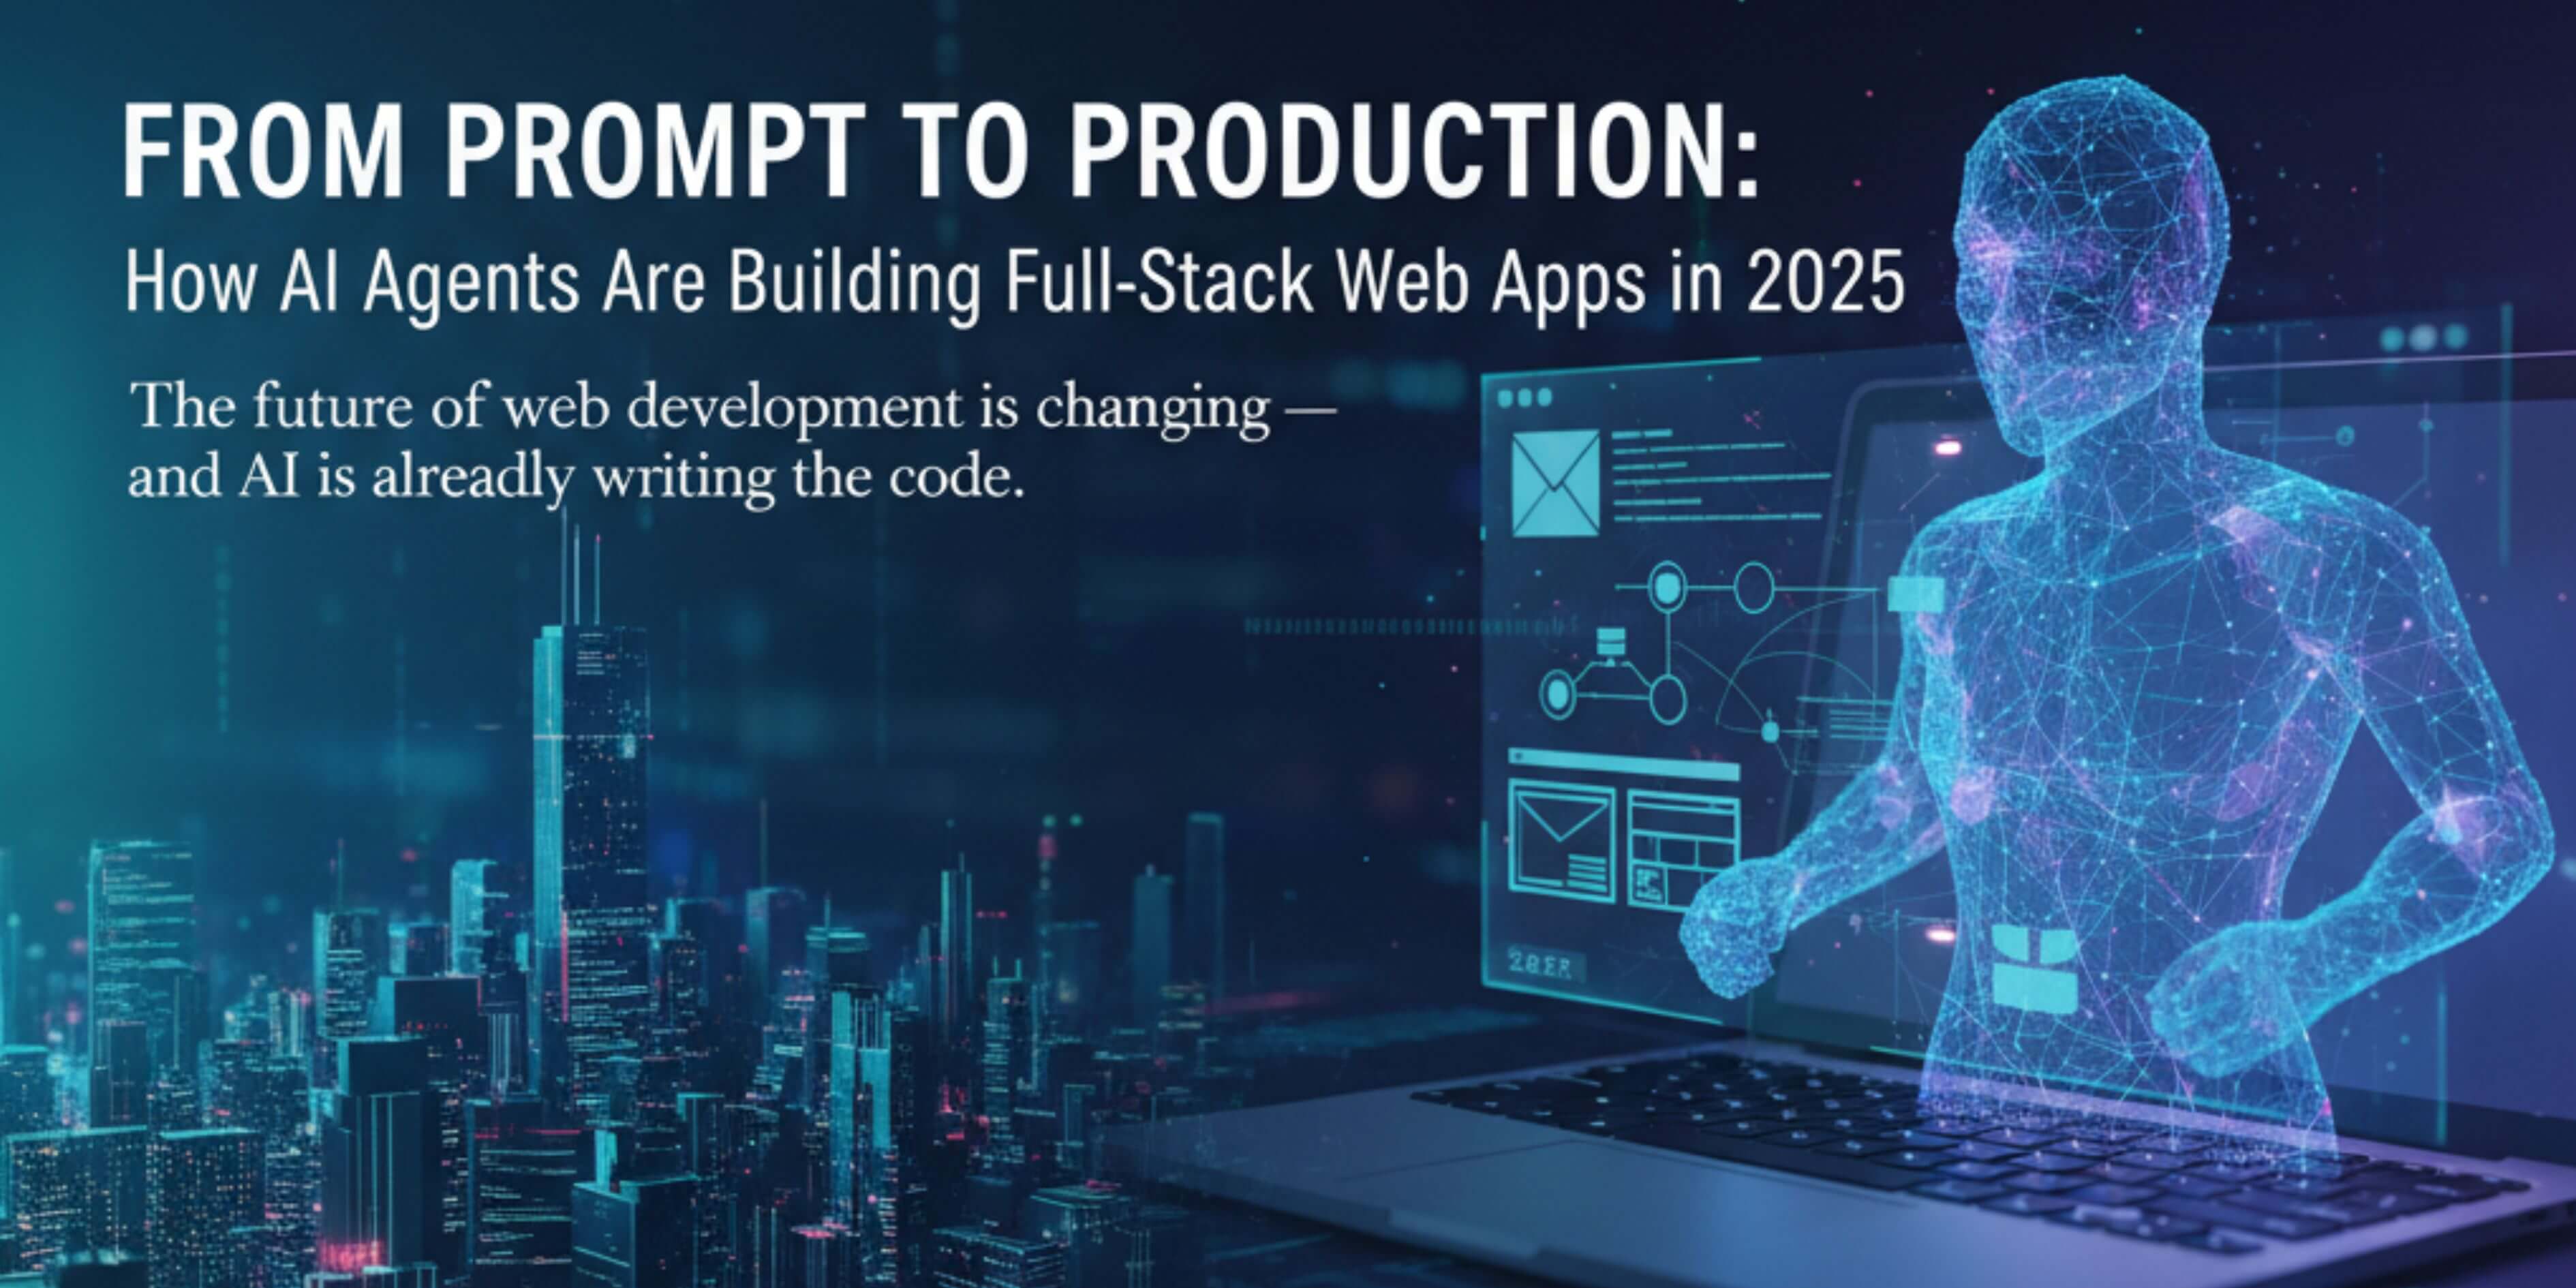 FROM PROMPT TO PRODUCTION:
How AI Agents Are Building Full-Stack Web Apps in 2025
The future of web development is changing —
and AI is alreadly writing the code.